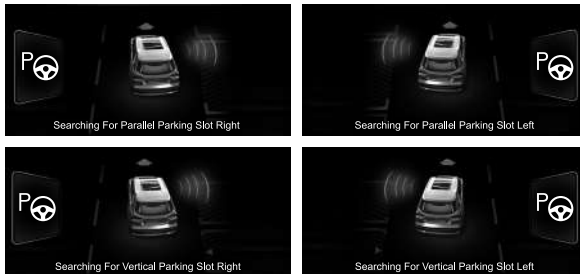 P
Searching For Parallel Parking Slot Right
P
Searching For Parallel Parking Slot Left
P
Searching For Vertical Parking Slot Right
P
Searching For Vertical Parking Slot Left